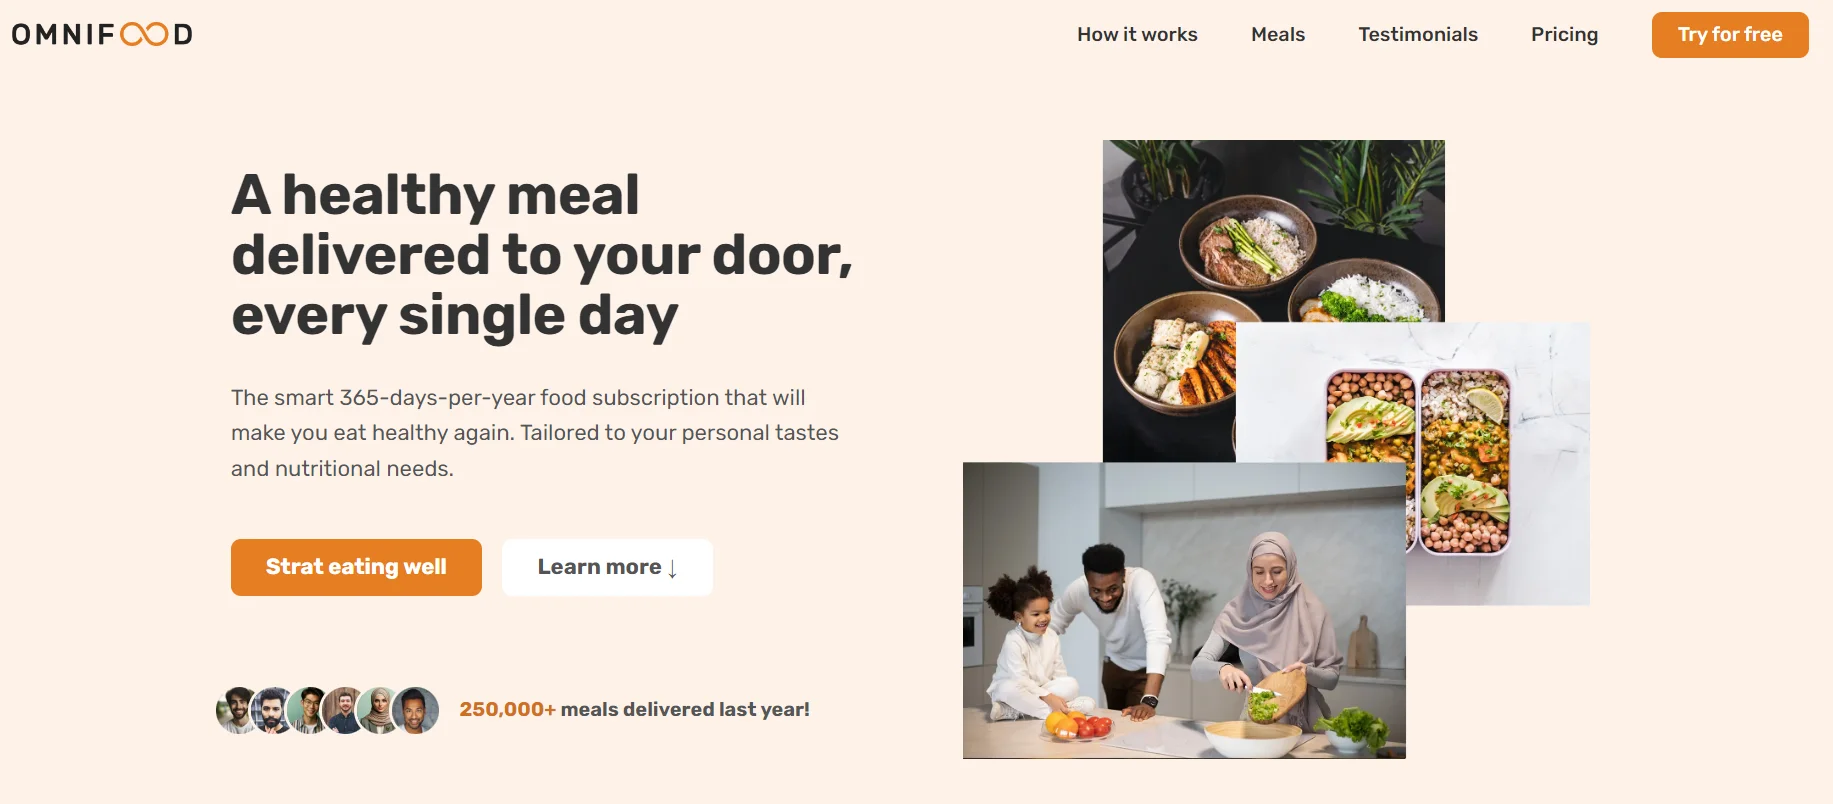 OMNIFOOD
How it works
Meals
Testimonials
Pricing
Try for free
A healthy meal
delivered to your door,
every single day
The smart 365-days-per-year food subscription that will
make you eat healthy again. Tailored to your personal tastes
and nutritional needs.
Strat eating well
Learn more ↓
250,000+ meals delivered last year!